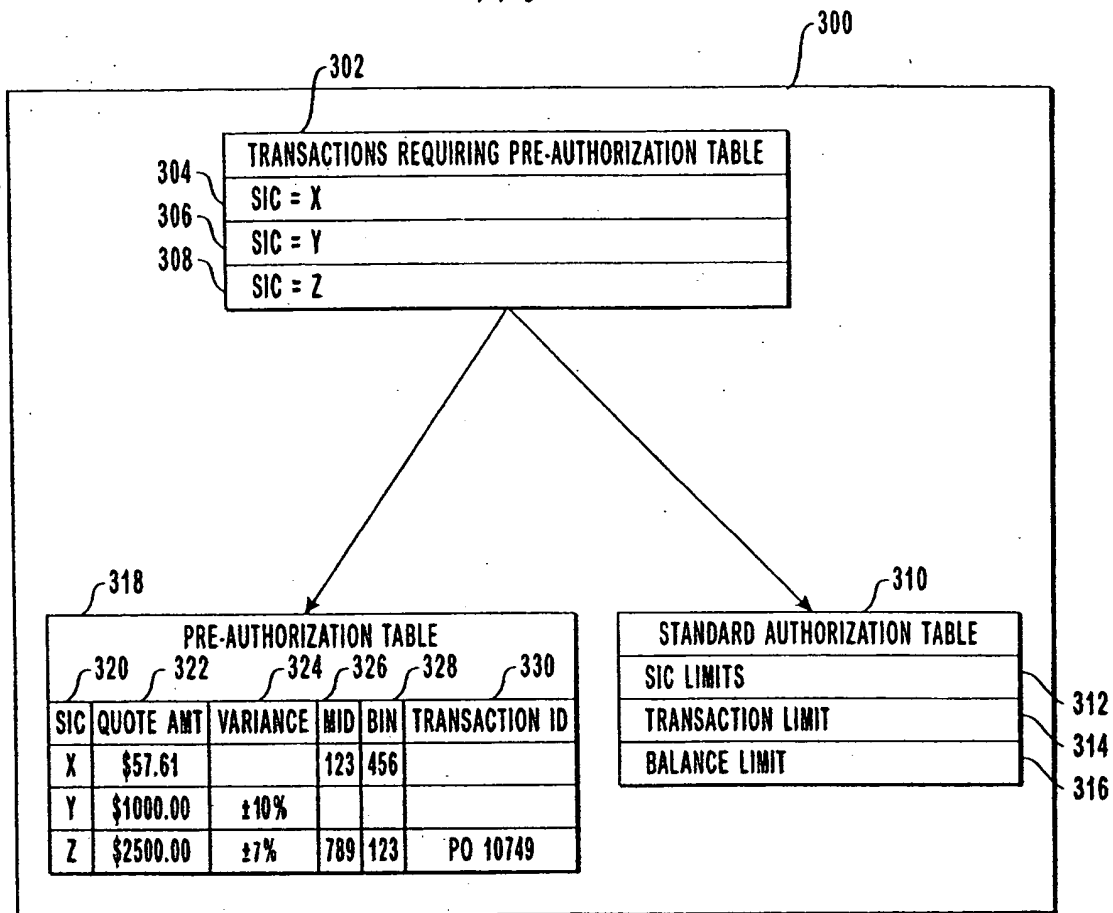 300
302
TRANSACTIONS REQUIRING PRE-AUTHORIZATION TABLE
304
SIC = X
306
SIC = Y
308
SIC = Z
318
PRE-AUTHORIZATION TABLE
320 322 324 326 328 330
SIC QUOTE AMT VARIANCE MID BIN TRANSACTION ID
X $57.61 123 456
Y $1000.00 ±10%
Z $2500.00 ±7% 789 123 PO 10749
310
STANDARD AUTHORIZATION TABLE
SIC LIMITS
312
TRANSACTION LIMIT
314
BALANCE LIMIT
316